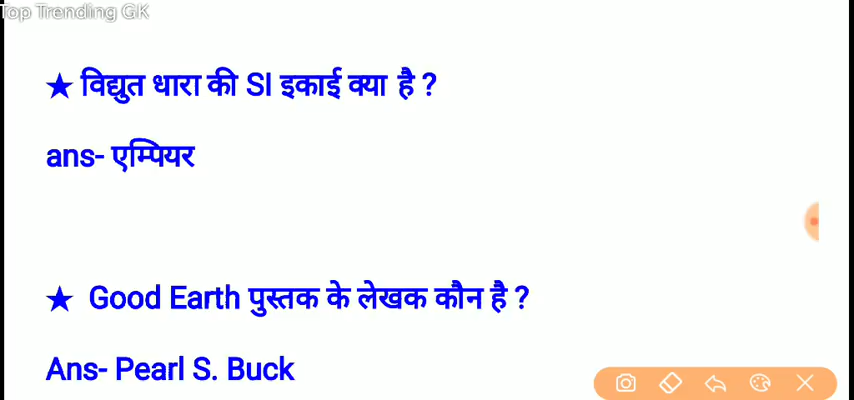 Top Trending GK
★ विद्युत धारा की SI इकाई क्या है ?
ans- एम्पियर
★ Good Earth पुस्तक के लेखक कौन है ?
Ans- Pearl S. Buck